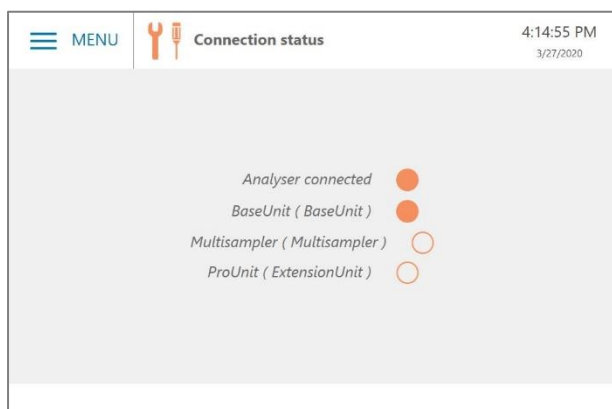 MENU
Connection status
4:14:55 PM
3/27/2020
Analyser connected
BaseUnit ( BaseUnit )
Multisampler ( Multisampler )
ProUnit ( ExtensionUnit )